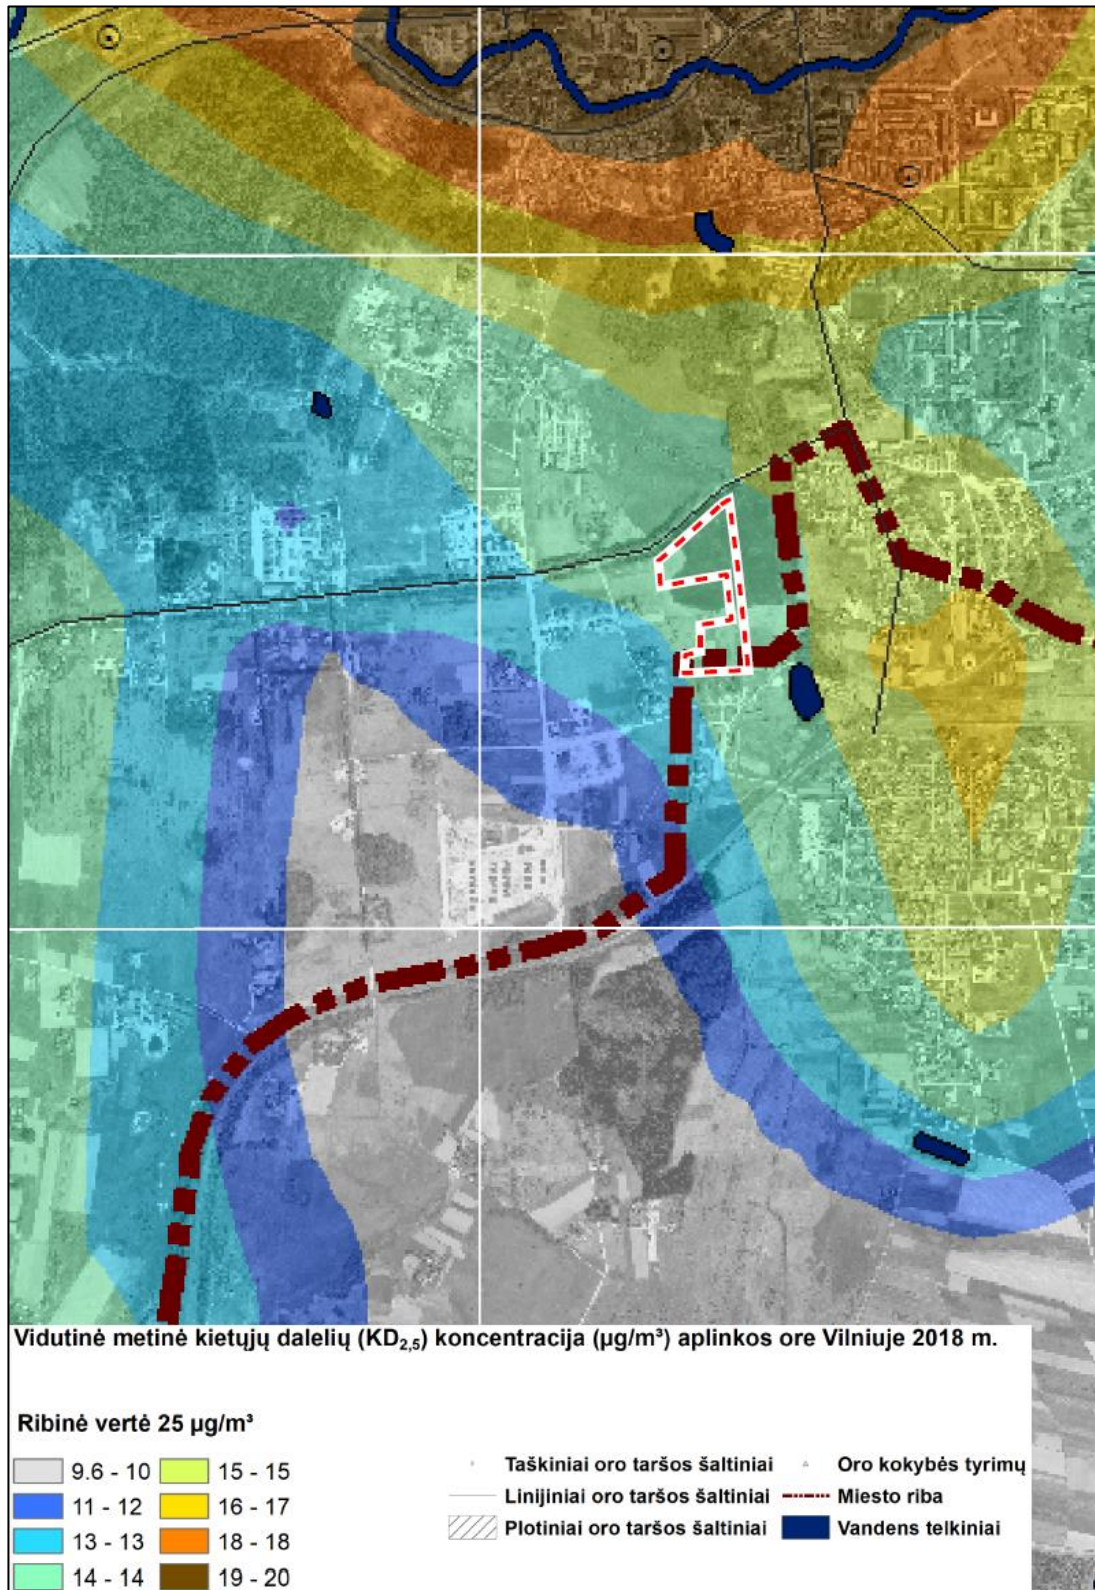 Vidutinė metinė kietųjų dalelių (KD2,5) koncentracija (µg/m³) aplinkos ore Vilniuje 2018 m.
Ribinė vertė 25 µg/m³
9.6 - 10
11 - 12
13 - 13
14 - 14
15 - 15
16 - 17
18 - 18
19 - 20
Taškiniai oro taršos šaltiniai
Linijiniai oro taršos šaltiniai
Plotiniai oro taršos šaltiniai
Oro kokybės tyrimų
Miesto riba
Vandens telkiniai